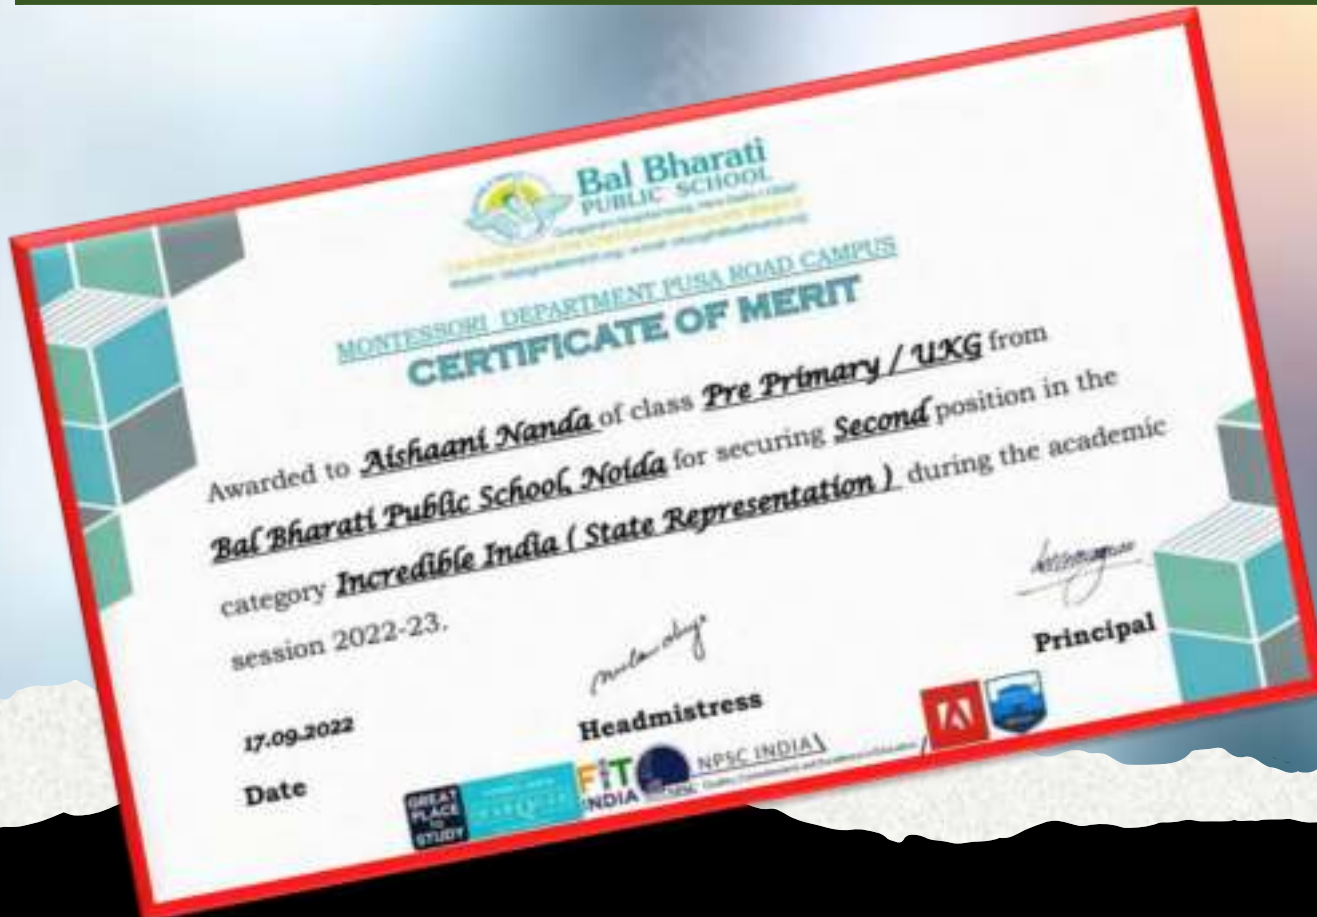 Bal Bharati
PUBLIC SCHOOL
MONTESSORI DEPARTMENT PUSA ROAD CAMPUS
CERTIFICATE OF MERIT
Awarded to Aishaani Nanda of class Pre Primary / UKG from
Bal Bharati Public School, Noida for securing Second position in the
category Incredible India ( State Representation ) during the academic
session 2022-23.
17.09.2022
Date
Headmistress
Principal
GREAT
PLACE
TO
STUDY
FIT
INDIA
NPSC INDIA